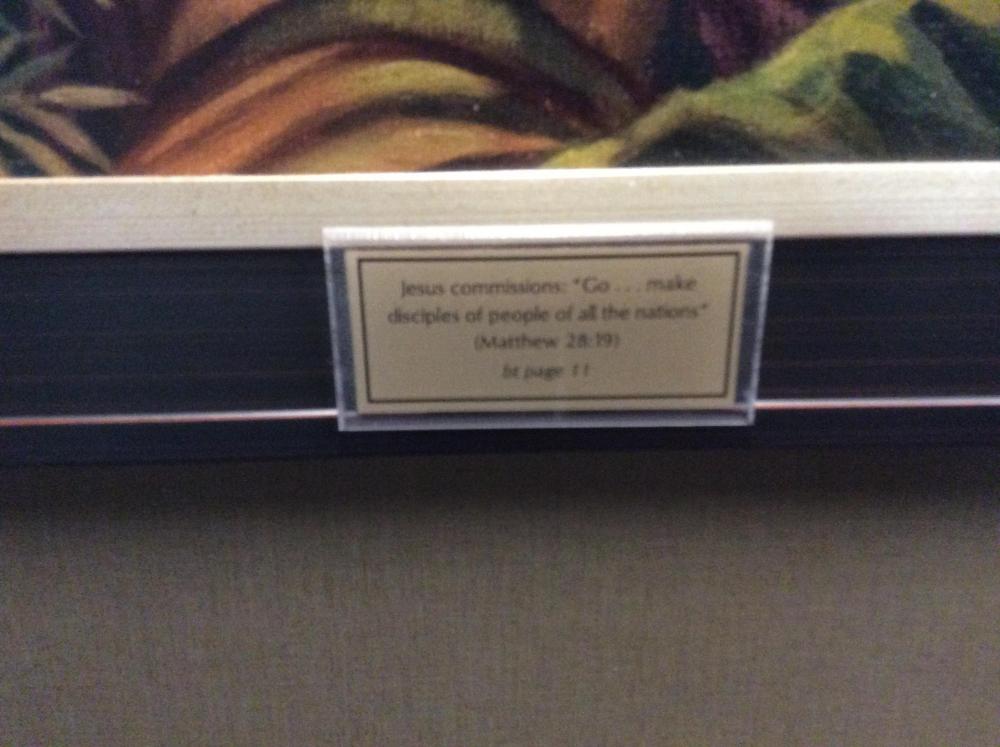 Jesus commissions: "Go . . . make
disciples of people of all the nations"
(Matthew 28:19)
bt page 11